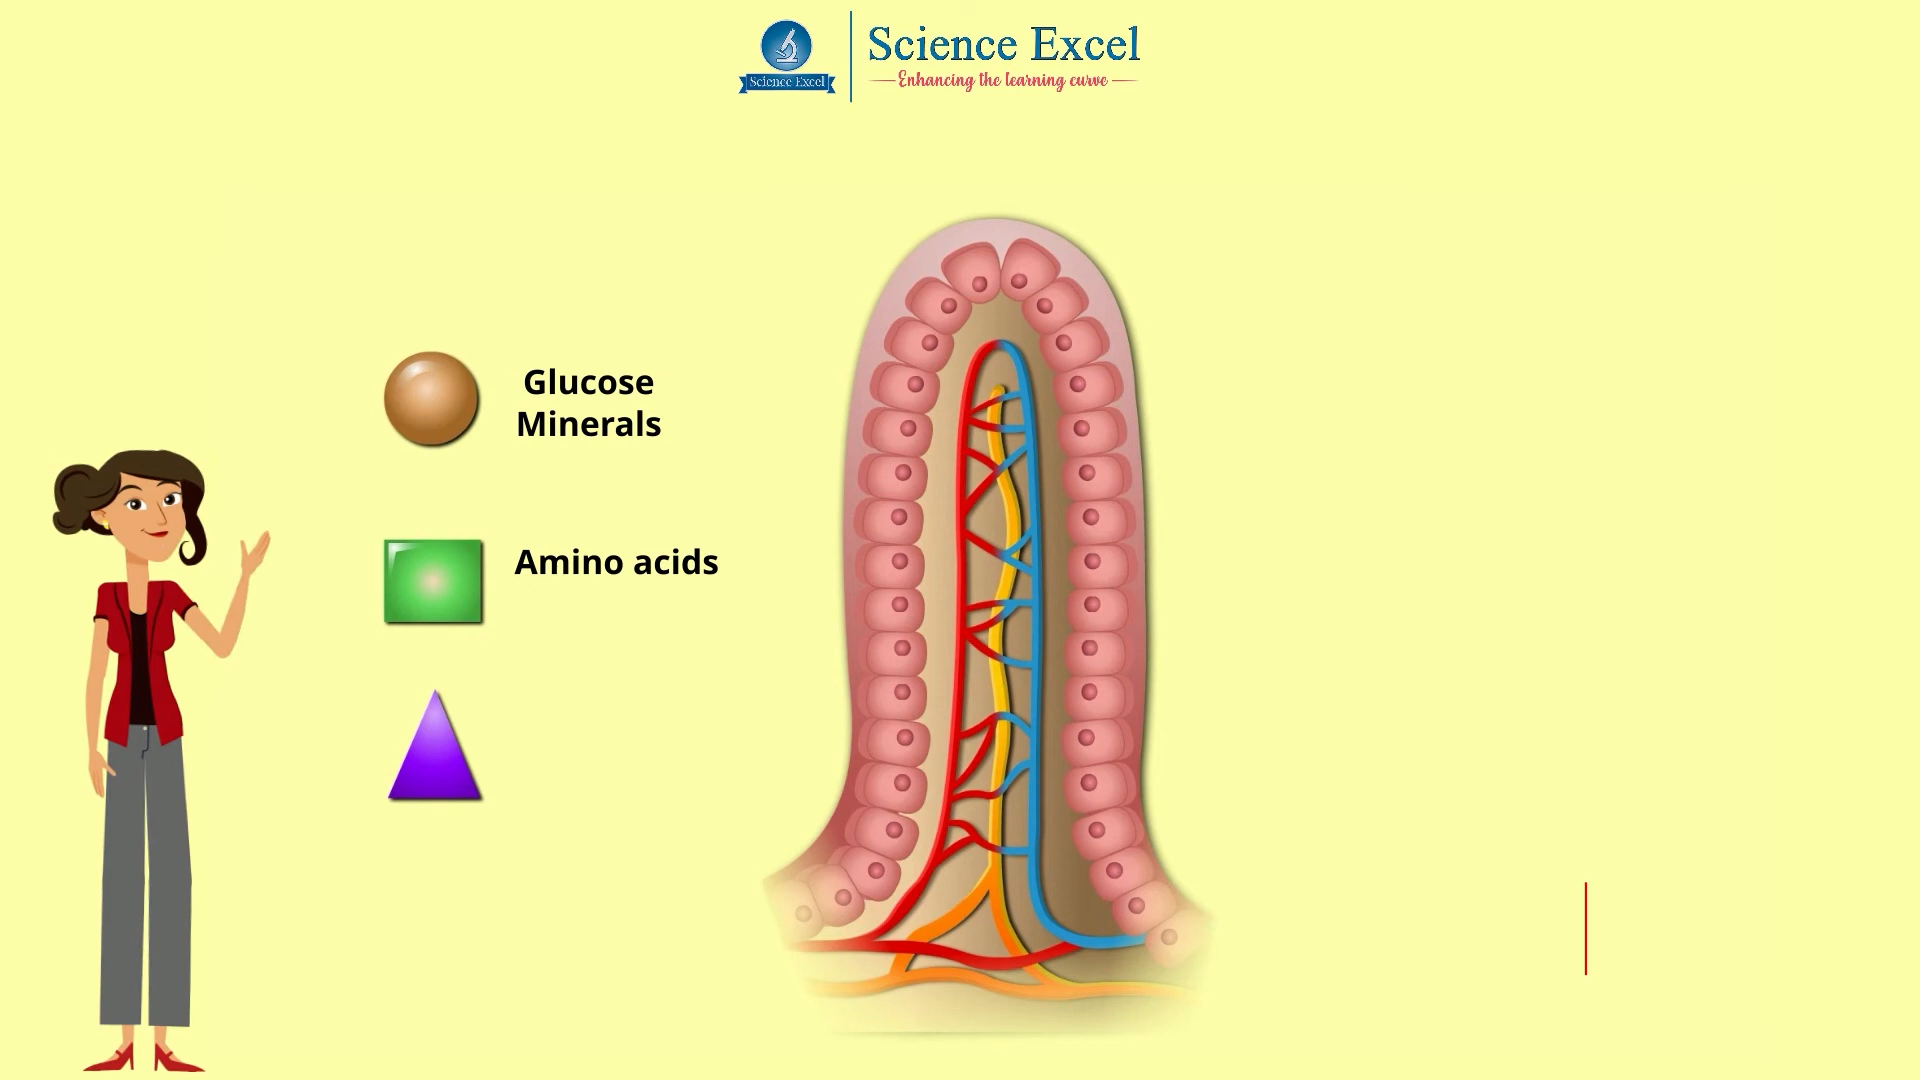 Science Excel
Science Excel
Enhancing the learning curve
Glucose
Minerals
Amino acids